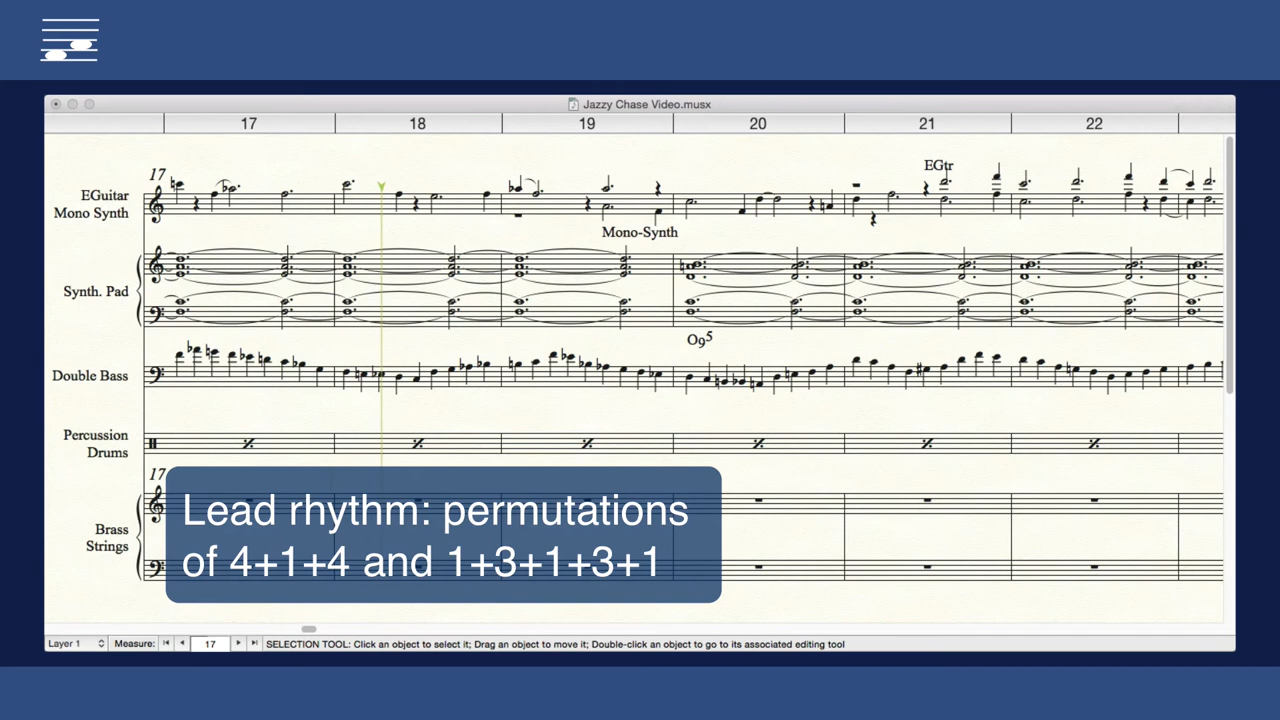 Jazzy Chase Video.musx
17 18 19 20 21 22
17
EGtr
EGuitar
Mono Synth
Mono-Synth
Synth. Pad
O9⁵
Double Bass
Percussion
Drums
17
Brass
Strings
Lead rhythm: permutations
of 4+1+4 and 1+3+1+3+1
Layer 1 Measure: 17 SELECTION TOOL: Click an object to select it; Drag an object to move it; Double-click an object to go to its associated editing tool